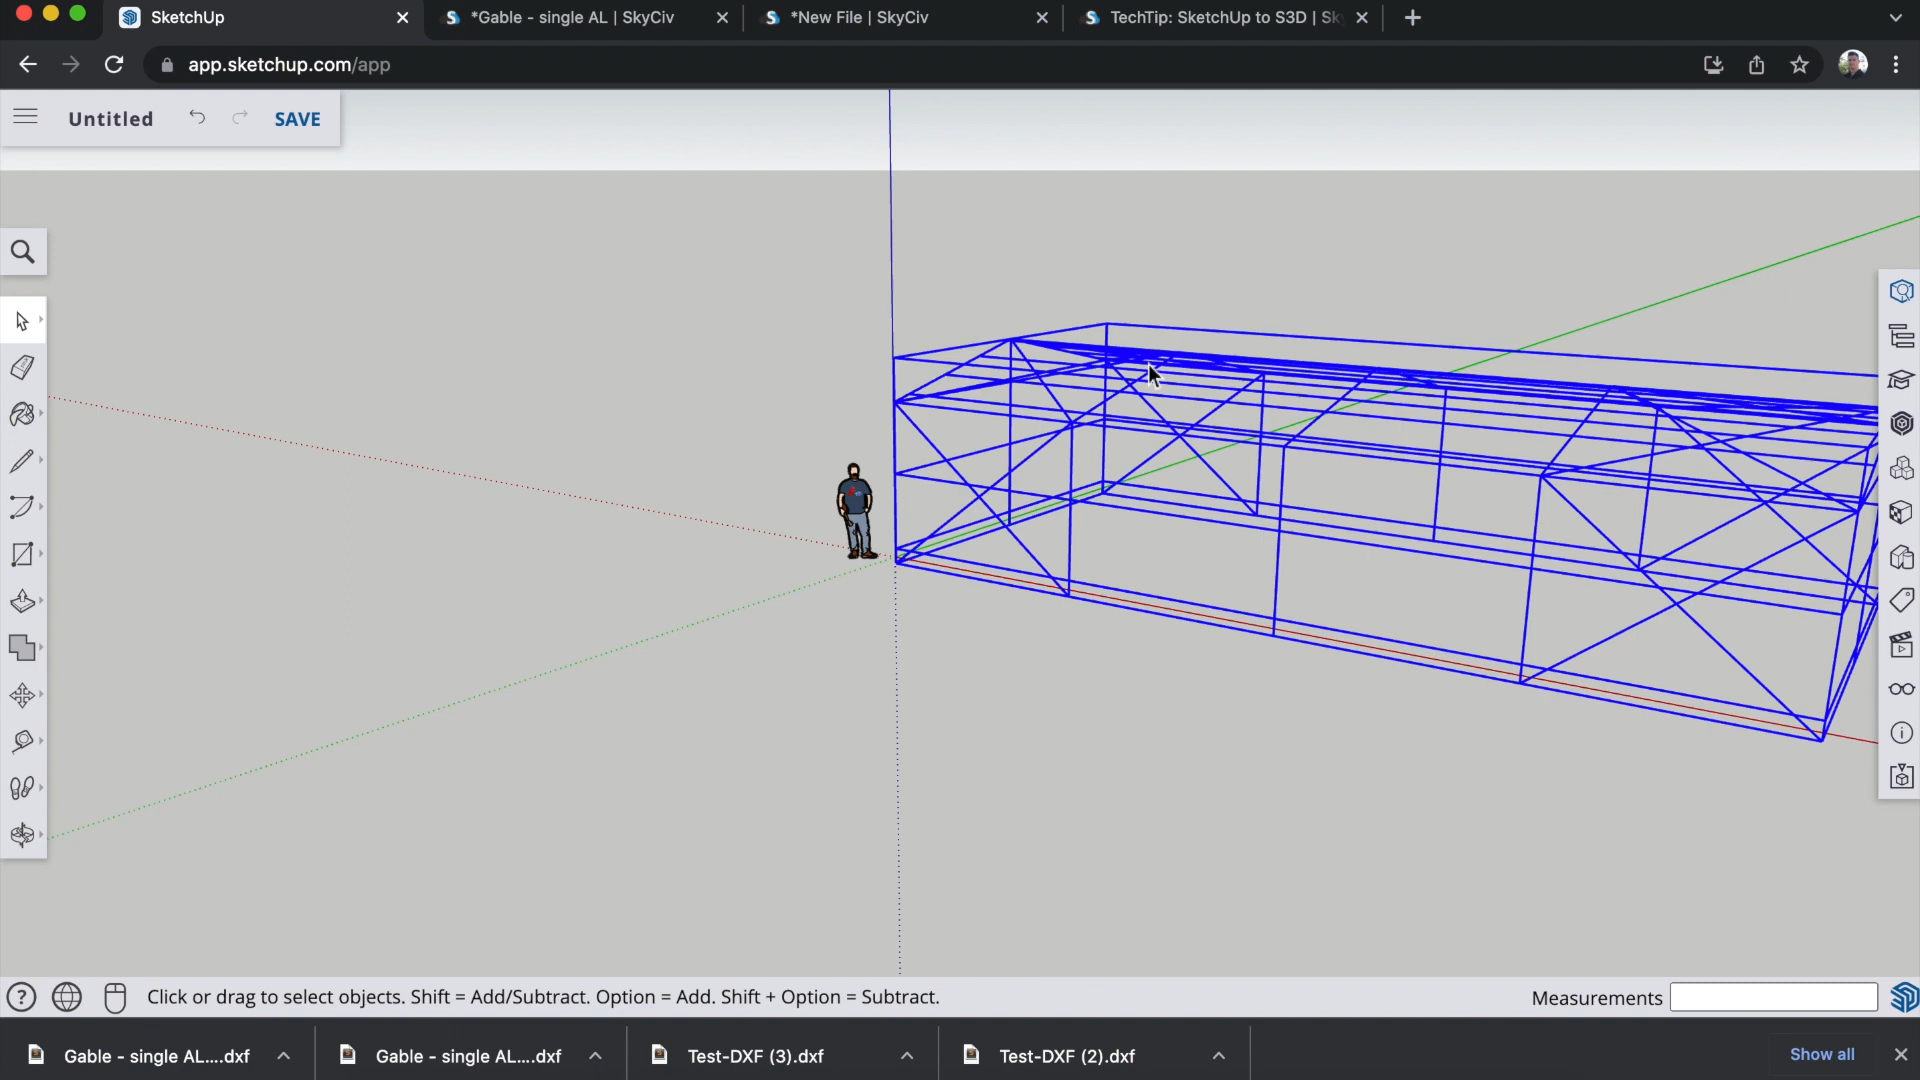 SketchUp
*Gable - single AL | SkyCiv
*New File | SkyCiv
TechTip: SketchUp to S3D | Sk
app.sketchup.com/app
Untitled
SAVE
Click or drag to select objects. Shift = Add/Subtract. Option = Add. Shift + Option = Subtract.
Measurements
Gable - single AL....dxf
Gable - single AL....dxf
Test-DXF (3).dxf
Test-DXF (2).dxf
Show all